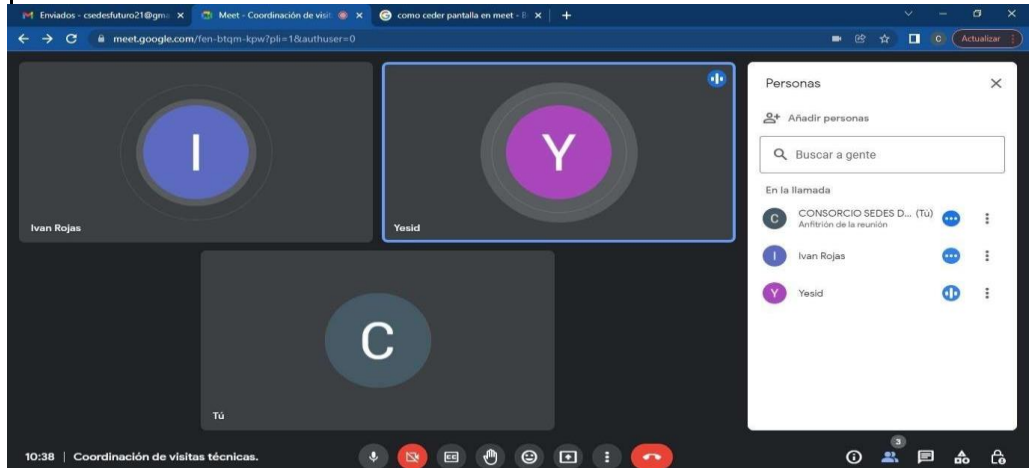 Enviados - csedesfuturo21@gma
Meet - Coordinación de visit
como ceder pantalla en meet - B
meet.google.com/fen-btqm-kpw?pli=1&authuser=0
C
Actualizar
I
Ivan Rojas
Y
Yesid
C
Tú
Personas
Añadir personas
Buscar a gente
En la llamada
C
CONSORCIO SEDES D... (Tú)
Anfitrión de la reunión
I
Ivan Rojas
Y
Yesid
10:38 | Coordinación de visitas técnicas.
CC
3